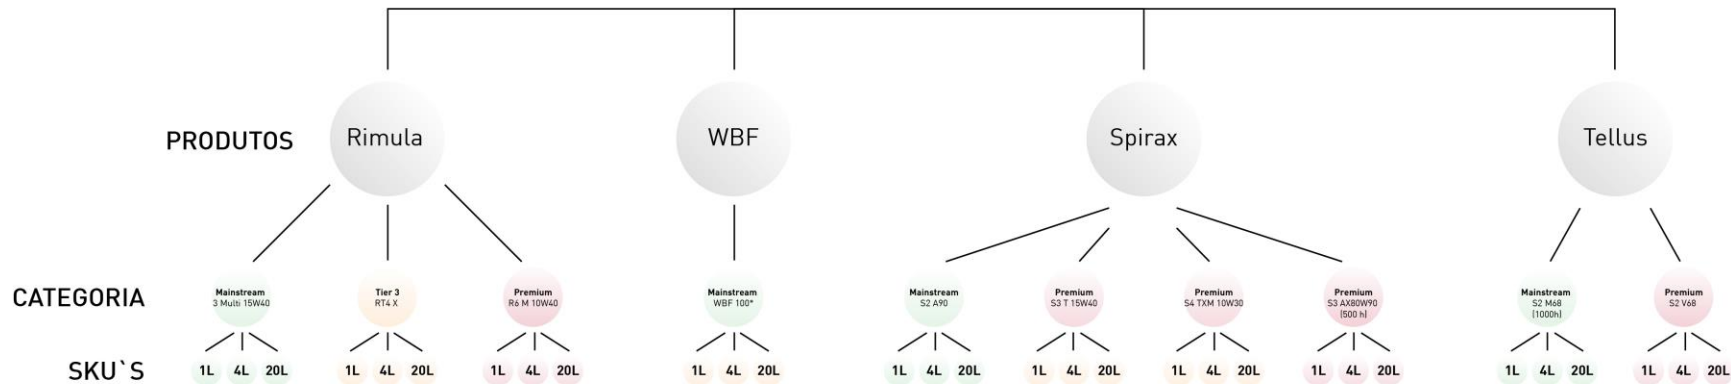 PRODUTOS Rimula WBF Spirax Tellus
CATEGORIA
Mainstream
3 Multi 15W40
Tier 3
RT4 X
Premium
R6 M 10W40
Mainstream
WBF 100*
Mainstream
S2 A90
Premium
S3 T 15W40
Premium
S4 TXM 10W30
Premium
S3 AX80W90
(500 h)
Mainstream
S2 M68
(1000h)
Premium
S2 V68
SKU`S
1L 4L 20L
1L 4L 20L
1L 4L 20L
1L 4L 20L
1L 4L 20L
1L 4L 20L
1L 4L 20L
1L 4L 20L
1L 4L 20L
1L 4L 20L